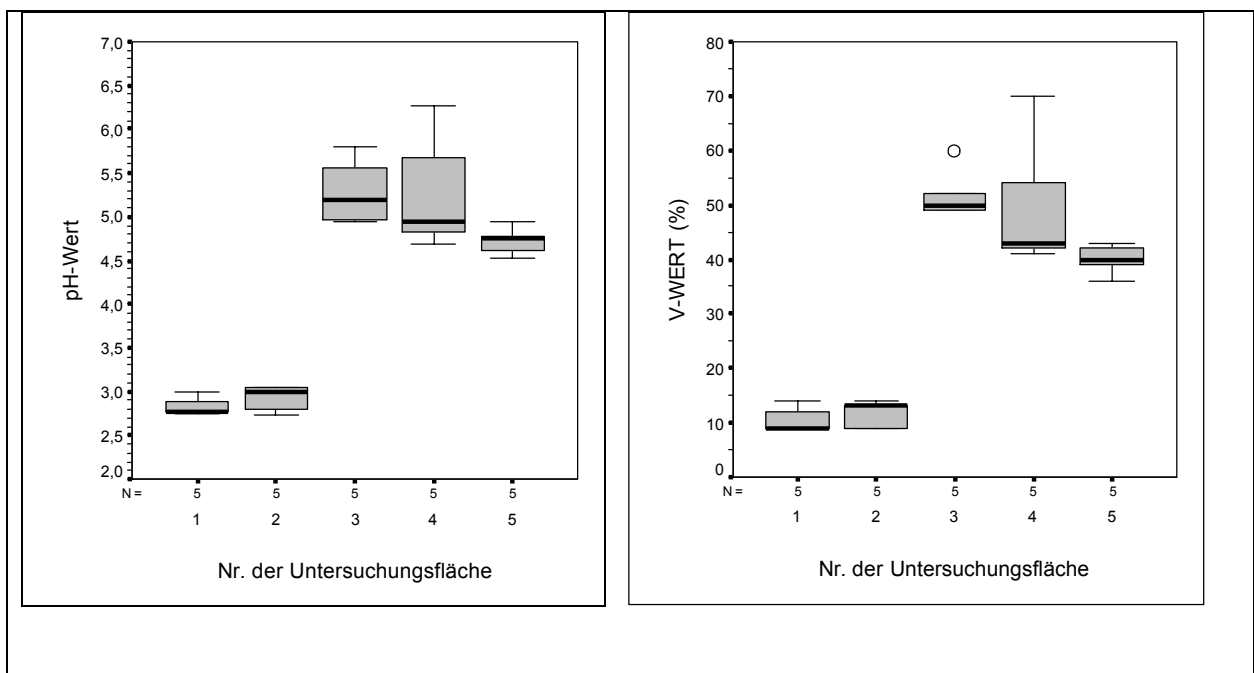 7,0
6,5
6,0
5,5
5,0
4,5
4,0
3,5
3,0
2,5
2,0
pH-Wert
N = 5 5 5 5 5
1 2 3 4 5
Nr. der Untersuchungsfläche
80
70
60
50
40
30
20
10
0
V-WERT (%)
N = 5 5 5 5 5
1 2 3 4 5
Nr. der Untersuchungsfläche